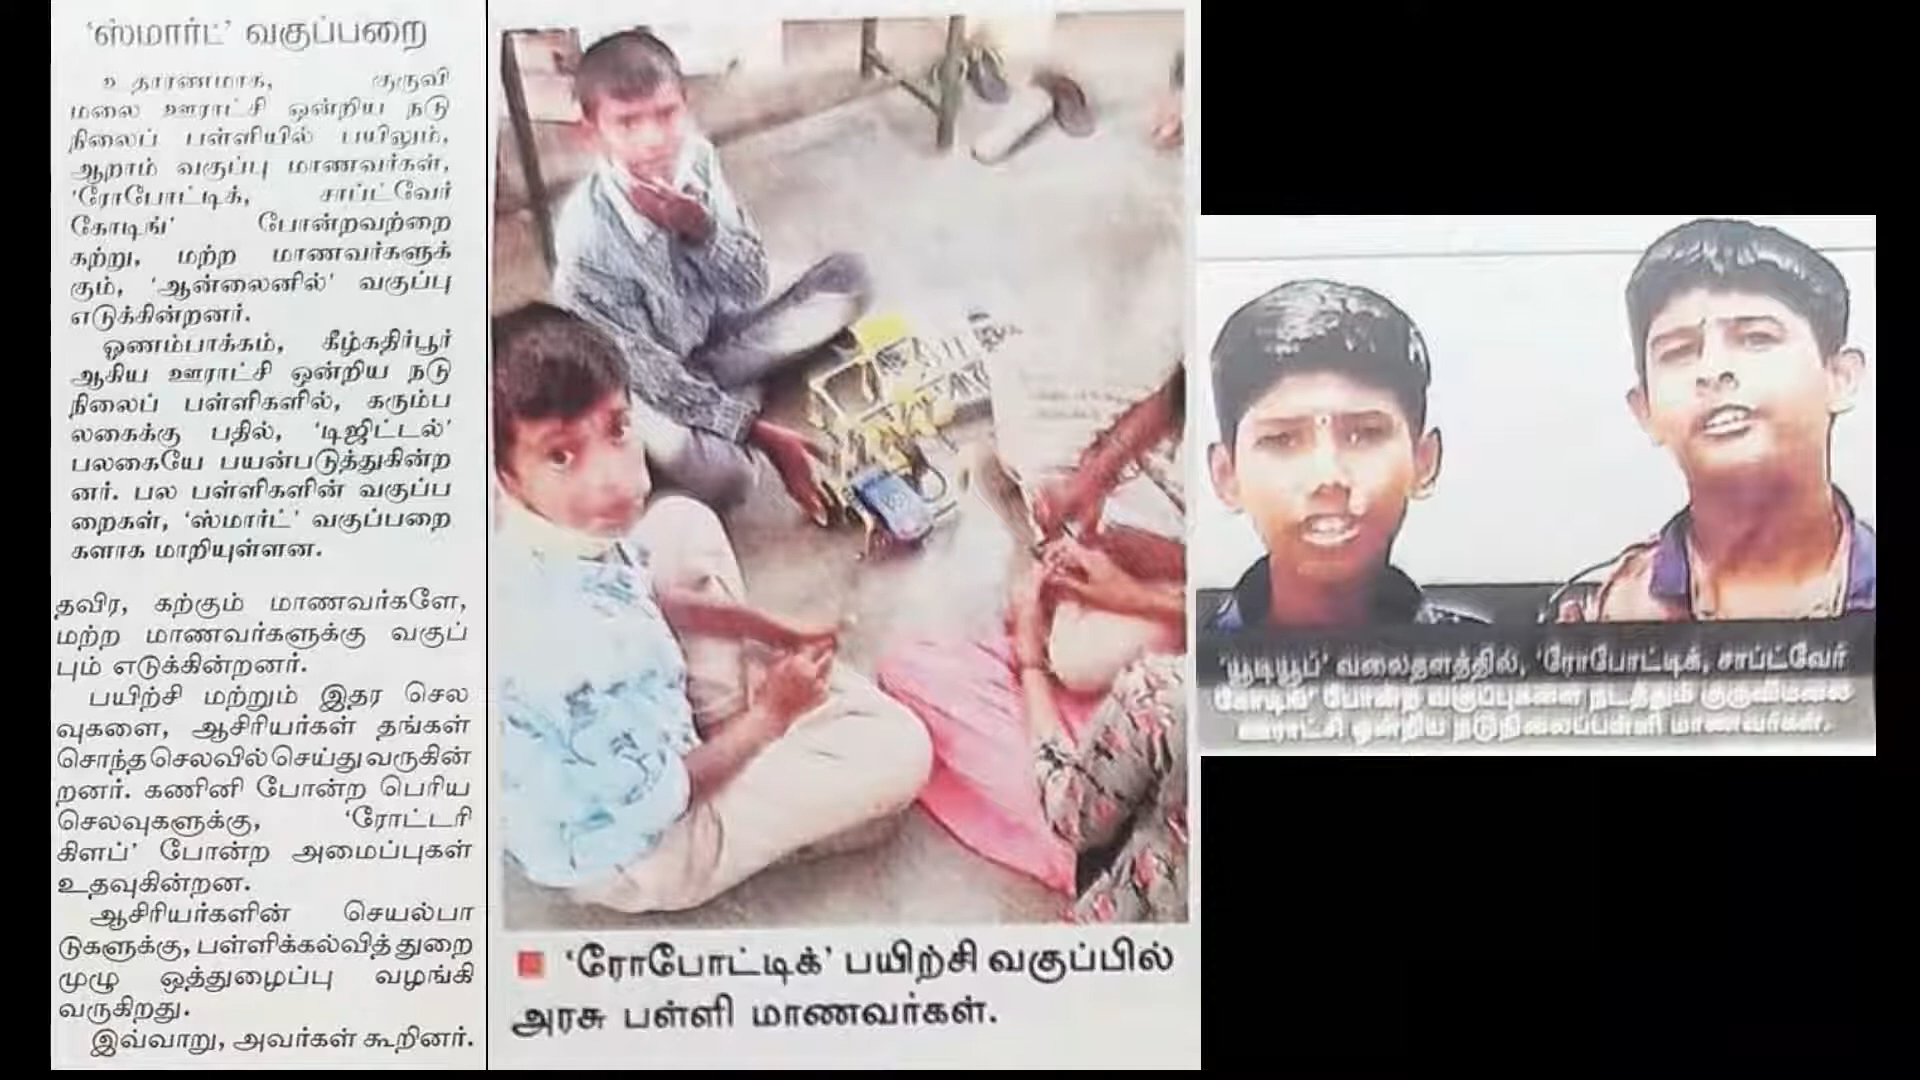 ‘ஸ்மார்ட்’ வகுப்பறை
உதாரணமாக, குருவி
மலை ஊராட்சி ஒன்றிய நடு
நிலைப் பள்ளியில் பயிலும்,
ஆறாம் வகுப்பு மாணவர்கள்,
‘ரோபோட்டிக், சாப்ட்வேர்
கோடிங்’ போன்றவற்றை
கற்று, மற்ற மாணவர்களுக்
கும், ‘ஆன்லைனில்’ வகுப்பு
எடுக்கின்றனர்.
ஓணம்பாக்கம், கீழ்கதிர்பூர்
ஆகிய ஊராட்சி ஒன்றிய நடு
நிலைப் பள்ளிகளில், கரும்ப
லகைக்கு பதில், ‘டிஜிட்டல்’
பலகையே பயன்படுத்துகின்ற
னர். பல பள்ளிகளின் வகுப்ப
றைகள், ‘ஸ்மார்ட்’ வகுப்பறை
களாக மாறியுள்ளன.
தவிர, கற்கும் மாணவர்களே,
மற்ற மாணவர்களுக்கு வகுப்
பும் எடுக்கின்றனர்.
பயிற்சி மற்றும் இதர செல
வுகளை, ஆசிரியர்கள் தங்கள்
சொந்த செலவில் செய்து வருகின்
றனர். கணினி போன்ற பெரிய
செலவுகளுக்கு, ‘ரோட்டரி
கிளப்’ போன்ற அமைப்புகள்
உதவுகின்றன.
ஆசிரியர்களின் செயல்பா
டுகளுக்கு, பள்ளிக்கல்வித் துறை
முழு ஒத்துழைப்பு வழங்கி
வருகிறது.
இவ்வாறு, அவர்கள் கூறினர்.
‘ரோபோட்டிக்’ பயிற்சி வகுப்பில்
அரசு பள்ளி மாணவர்கள்.
‘யூடியூப்’ வலைதளத்தில், ‘ரோபோட்டிக், சாப்ட்வேர்
கோடிங்’ போன்ற வகுப்புகளை நடத்தும் குருவிமலை
ஊராட்சி ஒன்றிய நடுநிலைப்பள்ளி மாணவர்கள்.